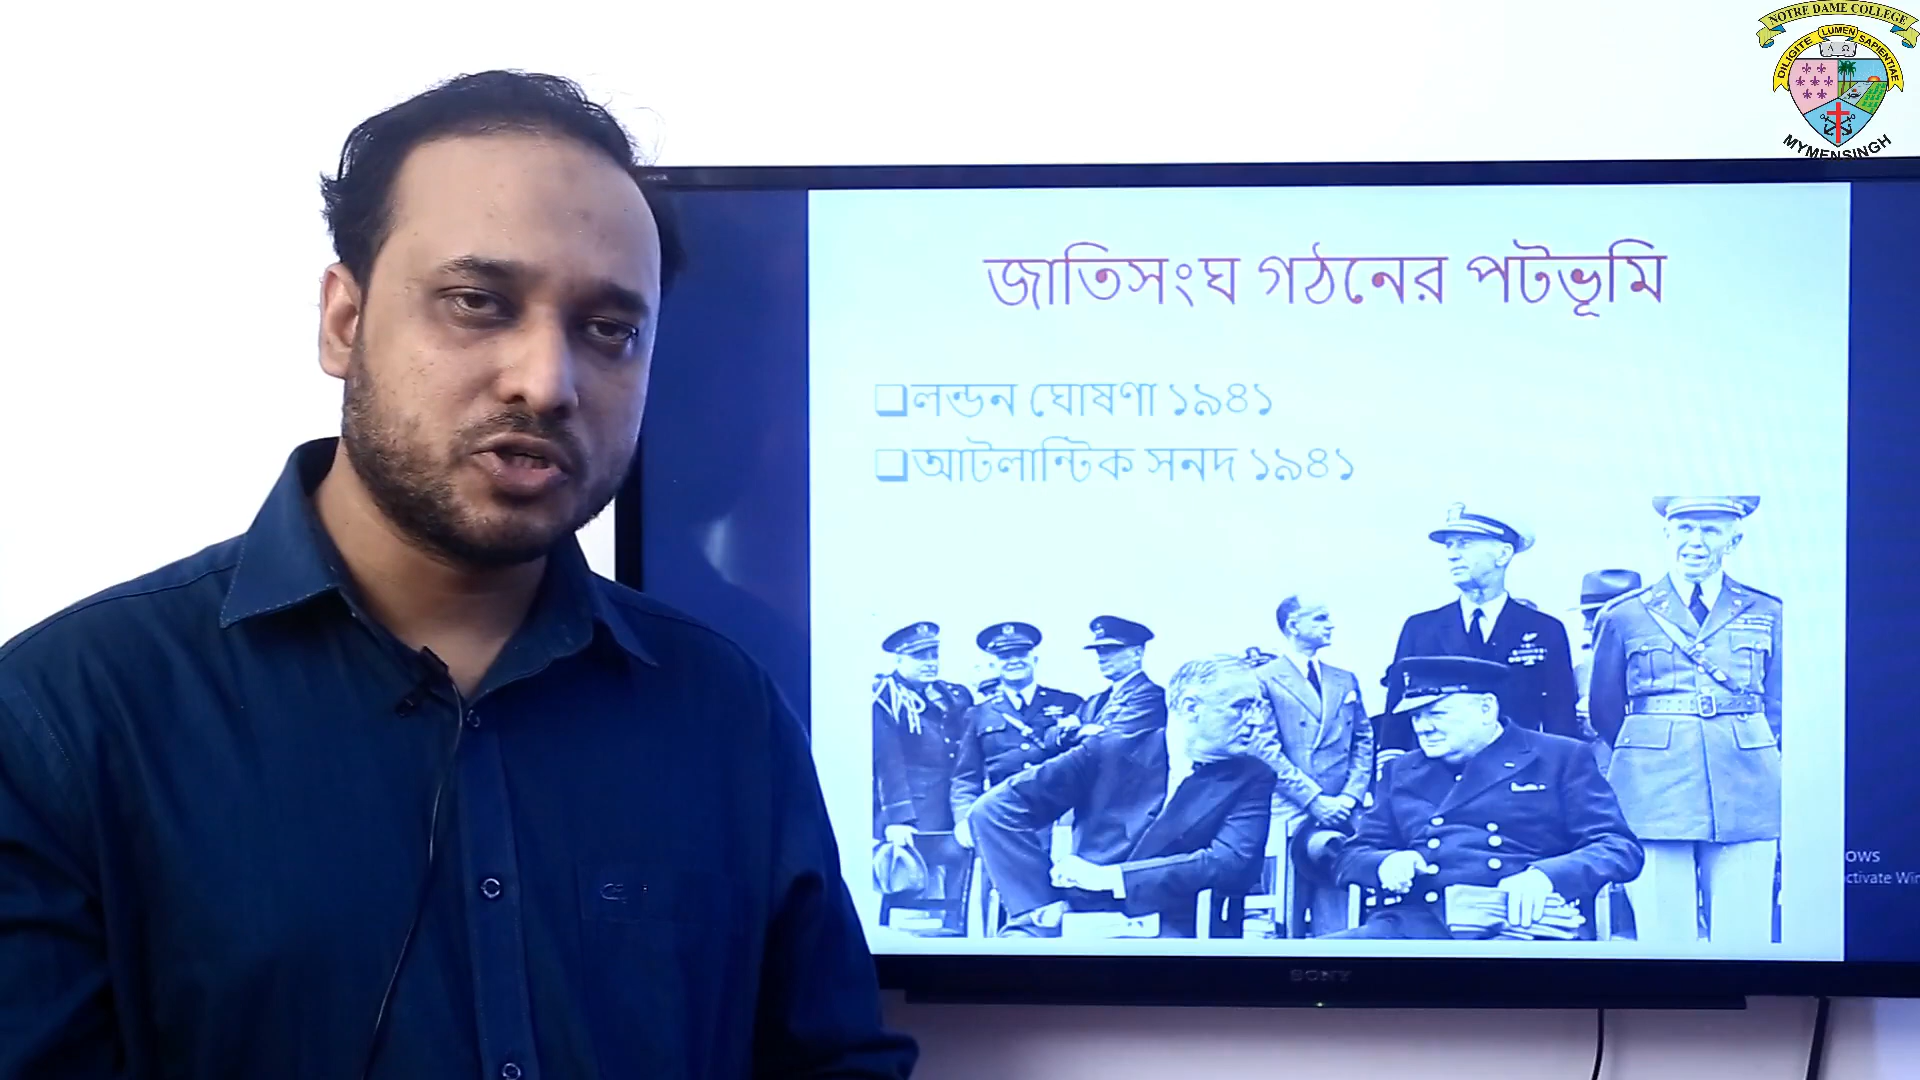 NOTRE DAME COLLEGE
DILIGITE LUMEN SAPIENTIAE
MYMENSINGH
জাতিসংঘ গঠনের পটভূমি
লন্ডন ঘোষণা ১৯৪১
আটলান্টিক সনদ ১৯৪১
SONY